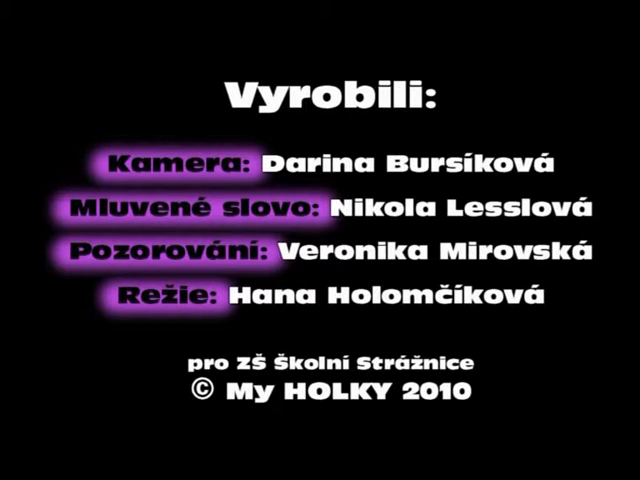 Vyrobili:
Kamera: Darina Bursíková
Mluvené slovo: Nikola Lesslová
Pozorování: Veronika Mirovská
Režie: Hana Holomčíková
pro ZŠ Školní Strážnice
© My HOLKY 2010